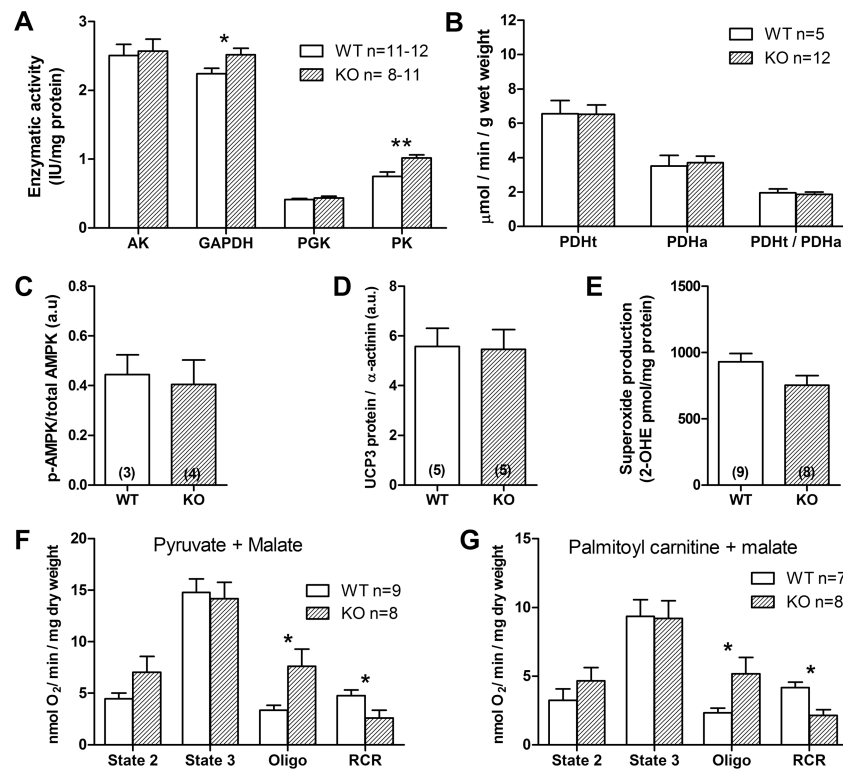 A
Enzymatic activity
(IU/mg protein)
3
2
1
0
*
**
WT n=11-12
KO n= 8-11
AK
GAPDH
PGK
PK
B
μmol / min / g wet weight
12
10
8
6
4
2
0
WT n=5
KO n=12
PDHt
PDHa
PDHt / PDHa
C
p-AMPK/total AMPK (a.u)
0.8
0.6
0.4
0.2
0.0
(3)
(4)
WT
KO
D
UCP3 protein / α-actinin (a.u.)
8
6
4
2
0
(5)
(5)
WT
KO
E
Superoxide production
(2-OHE pmol/mg protein)
1500
1000
500
0
(9)
(8)
WT
KO
F
Pyruvate + Malate
nmol O₂/ min / mg dry weight
20
15
10
5
0
WT n=9
KO n=8
*
*
State 2
State 3
Oligo
RCR
G
Palmitoyl carnitine + malate
nmol O₂/ min / mg dry weight
15
10
5
0
WT n=7
KO n=8
*
*
State 2
State 3
Oligo
RCR